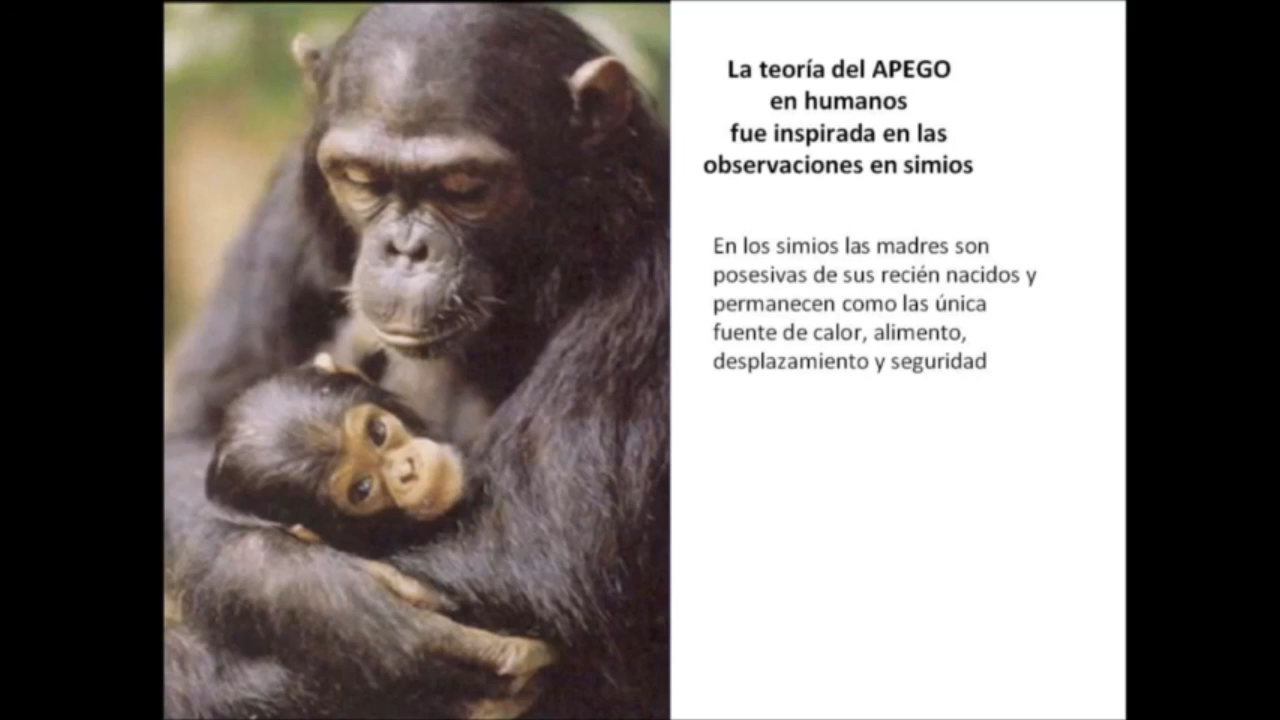 La teoría del APEGO
en humanos
fue inspirada en las
observaciones en simios
En los simios las madres son
posesivas de sus recién nacidos y
permanecen como las única
fuente de calor, alimento,
desplazamiento y seguridad